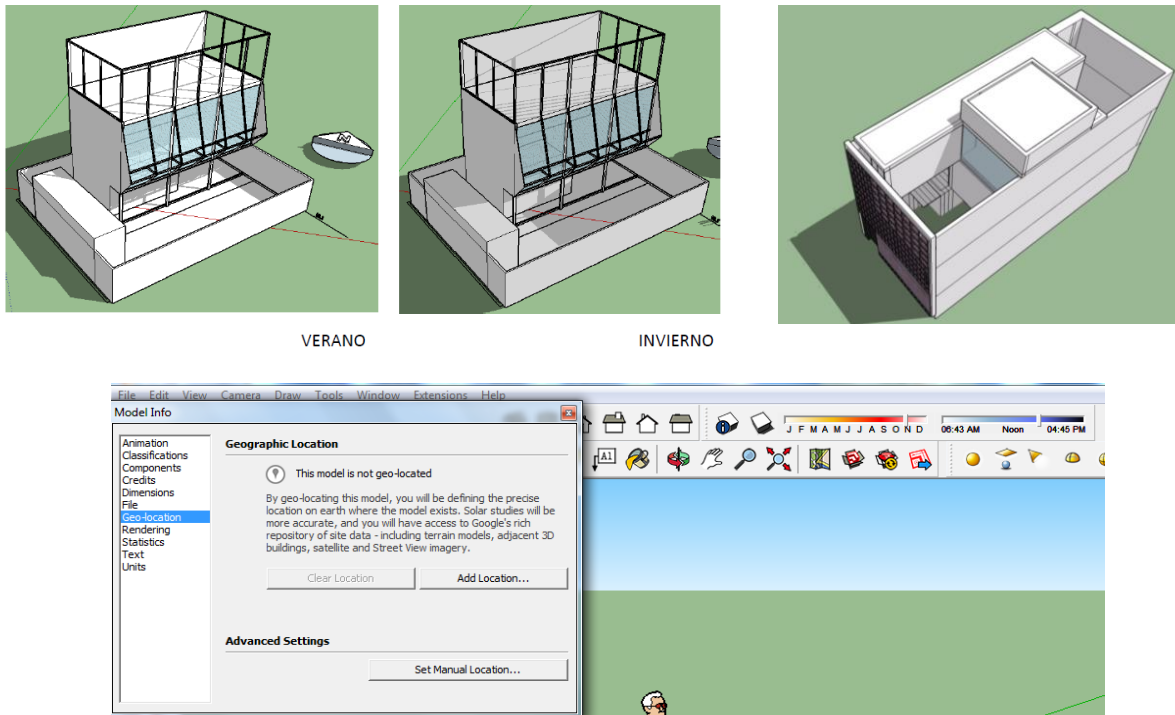 N
VERANO
INVIERNO
File Edit View Camera Draw Tools Window Extensions Help
Model Info
J F M A M J J A S O N D
06:43 AM Noon 04:45 PM
A1
Animation
Classifications
Components
Credits
Dimensions
File
Geo-location
Rendering
Statistics
Text
Units
Geographic Location
This model is not geo-located
By geo-locating this model, you will be defining the precise
location on earth where the model exists. Solar studies will be
more accurate, and you will have access to Google's rich
repository of site data - including terrain models, adjacent 3D
buildings, satellite and Street View imagery.
Clear Location
Add Location...
Advanced Settings
Set Manual Location...